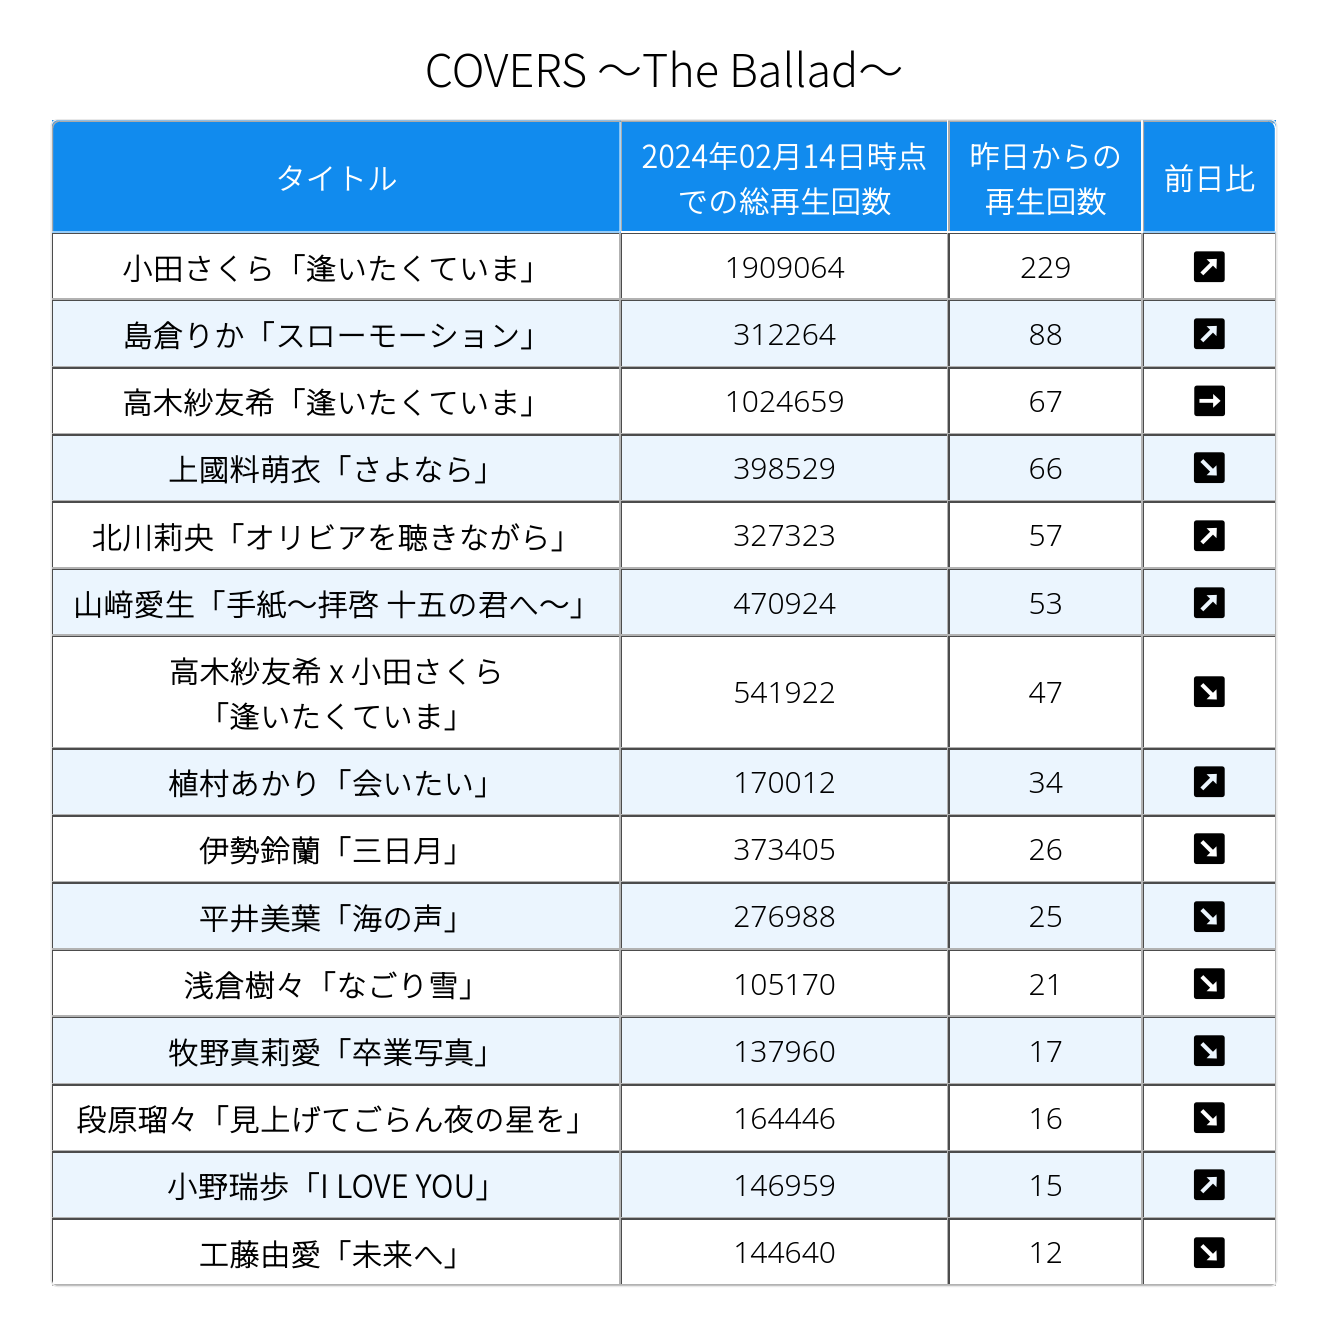 COVERS ～The Ballad～
タイトル
2024年02月14日時点
での総再生回数
昨日からの
再生回数
前日比
小田さくら「逢いたくていま」 1909064 229 ↗
島倉りか「スローモーション」 312264 88 ↗
高木紗友希「逢いたくていま」 1024659 67 →
上國料萌衣「さよなら」 398529 66 ↘
北川莉央「オリビアを聴きながら」 327323 57 ↗
山﨑愛生「手紙～拝啓 十五の君へ～」 470924 53 ↗
高木紗友希 x 小田さくら
「逢いたくていま」 541922 47 ↘
植村あかり「会いたい」 170012 34 ↗
伊勢鈴蘭「三日月」 373405 26 ↘
平井美葉「海の声」 276988 25 ↘
浅倉樹々「なごり雪」 105170 21 ↘
牧野真莉愛「卒業写真」 137960 17 ↘
段原瑠々「見上げてごらん夜の星を」 164446 16 ↘
小野瑞歩「I LOVE YOU」 146959 15 ↗
工藤由愛「未来へ」 144640 12 ↘